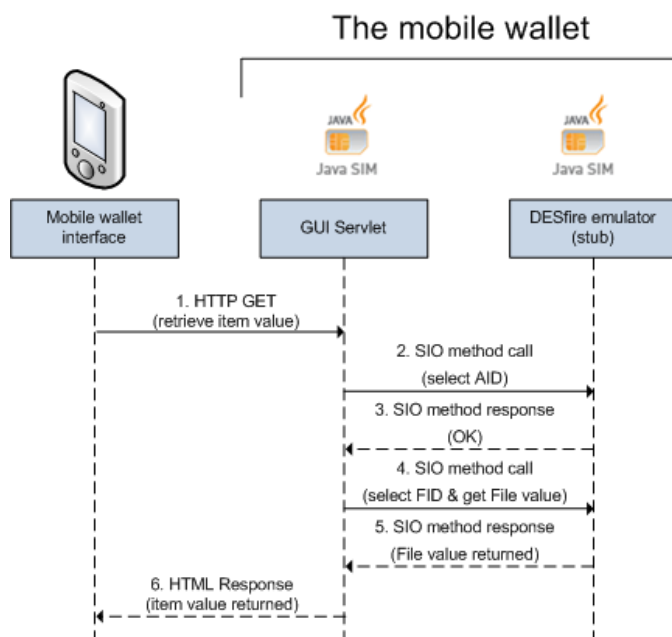 The mobile wallet
JAVA
Java SIM
JAVA
Java SIM
Mobile wallet
interface
GUI Servlet
DESfire emulator
(stub)
1. HTTP GET
(retrieve item value)
2. SIO method call
(select AID)
3. SIO method response
(OK)
4. SIO method call
(select FID & get File value)
5. SIO method response
(File value returned)
6. HTML Response
(item value returned)